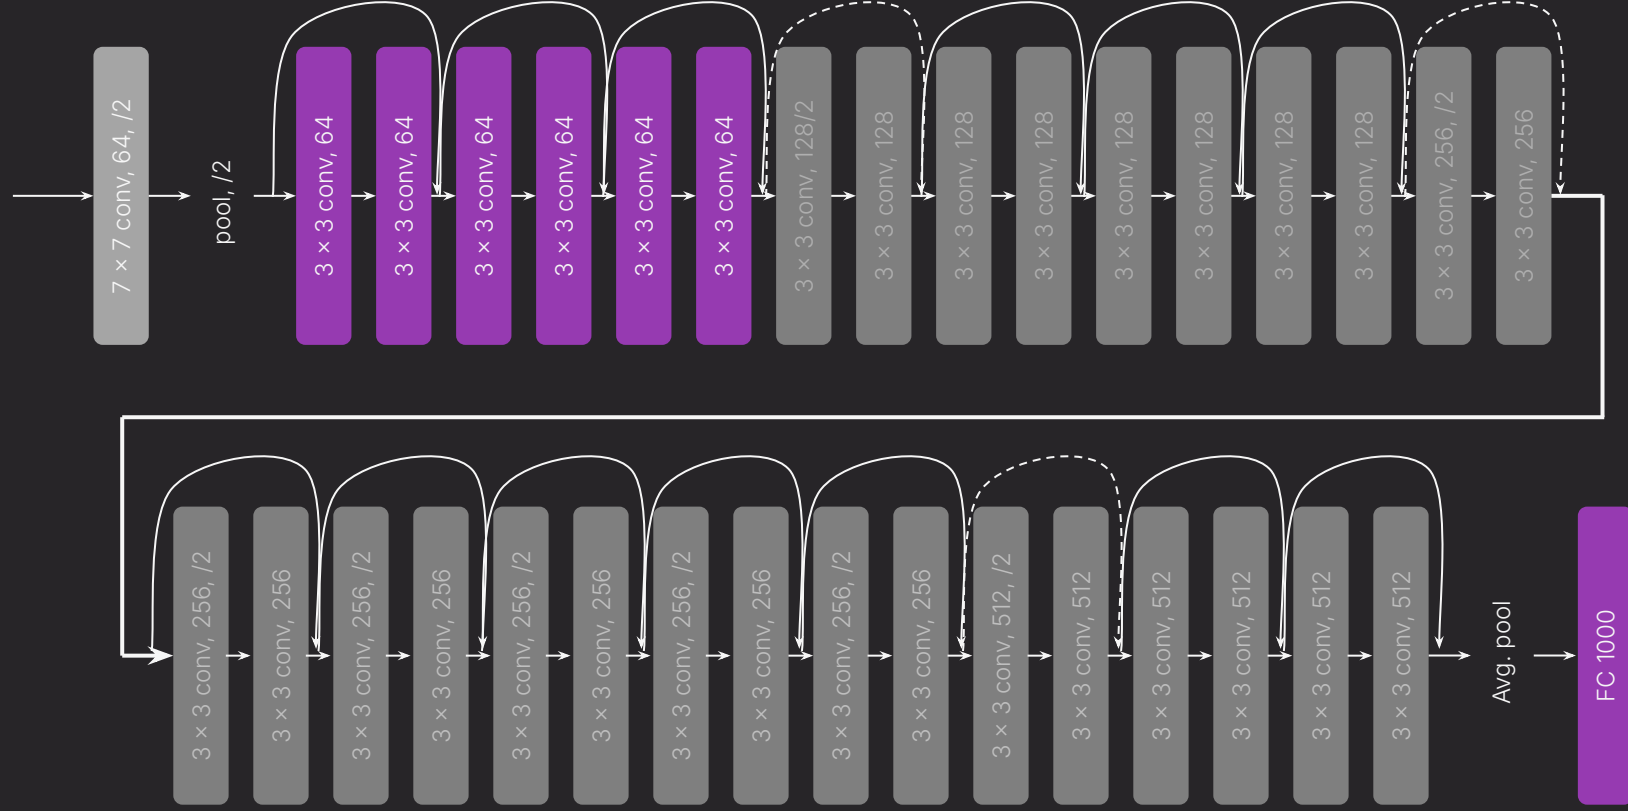 7 × 7 conv, 64, /2
pool, /2
3 × 3 conv, 64
3 × 3 conv, 64
3 × 3 conv, 64
3 × 3 conv, 64
3 × 3 conv, 64
3 × 3 conv, 64
3 × 3 conv, 128/2
3 × 3 conv, 128
3 × 3 conv, 128
3 × 3 conv, 128
3 × 3 conv, 128
3 × 3 conv, 128
3 × 3 conv, 128
3 × 3 conv, 128
3 × 3 conv, 256, /2
3 × 3 conv, 256
3 × 3 conv, 256, /2
3 × 3 conv, 256
3 × 3 conv, 256, /2
3 × 3 conv, 256
3 × 3 conv, 256, /2
3 × 3 conv, 256
3 × 3 conv, 256, /2
3 × 3 conv, 256
3 × 3 conv, 256, /2
3 × 3 conv, 256
3 × 3 conv, 512, /2
3 × 3 conv, 512
3 × 3 conv, 512
3 × 3 conv, 512
3 × 3 conv, 512
3 × 3 conv, 512
Avg. pool
FC 1000